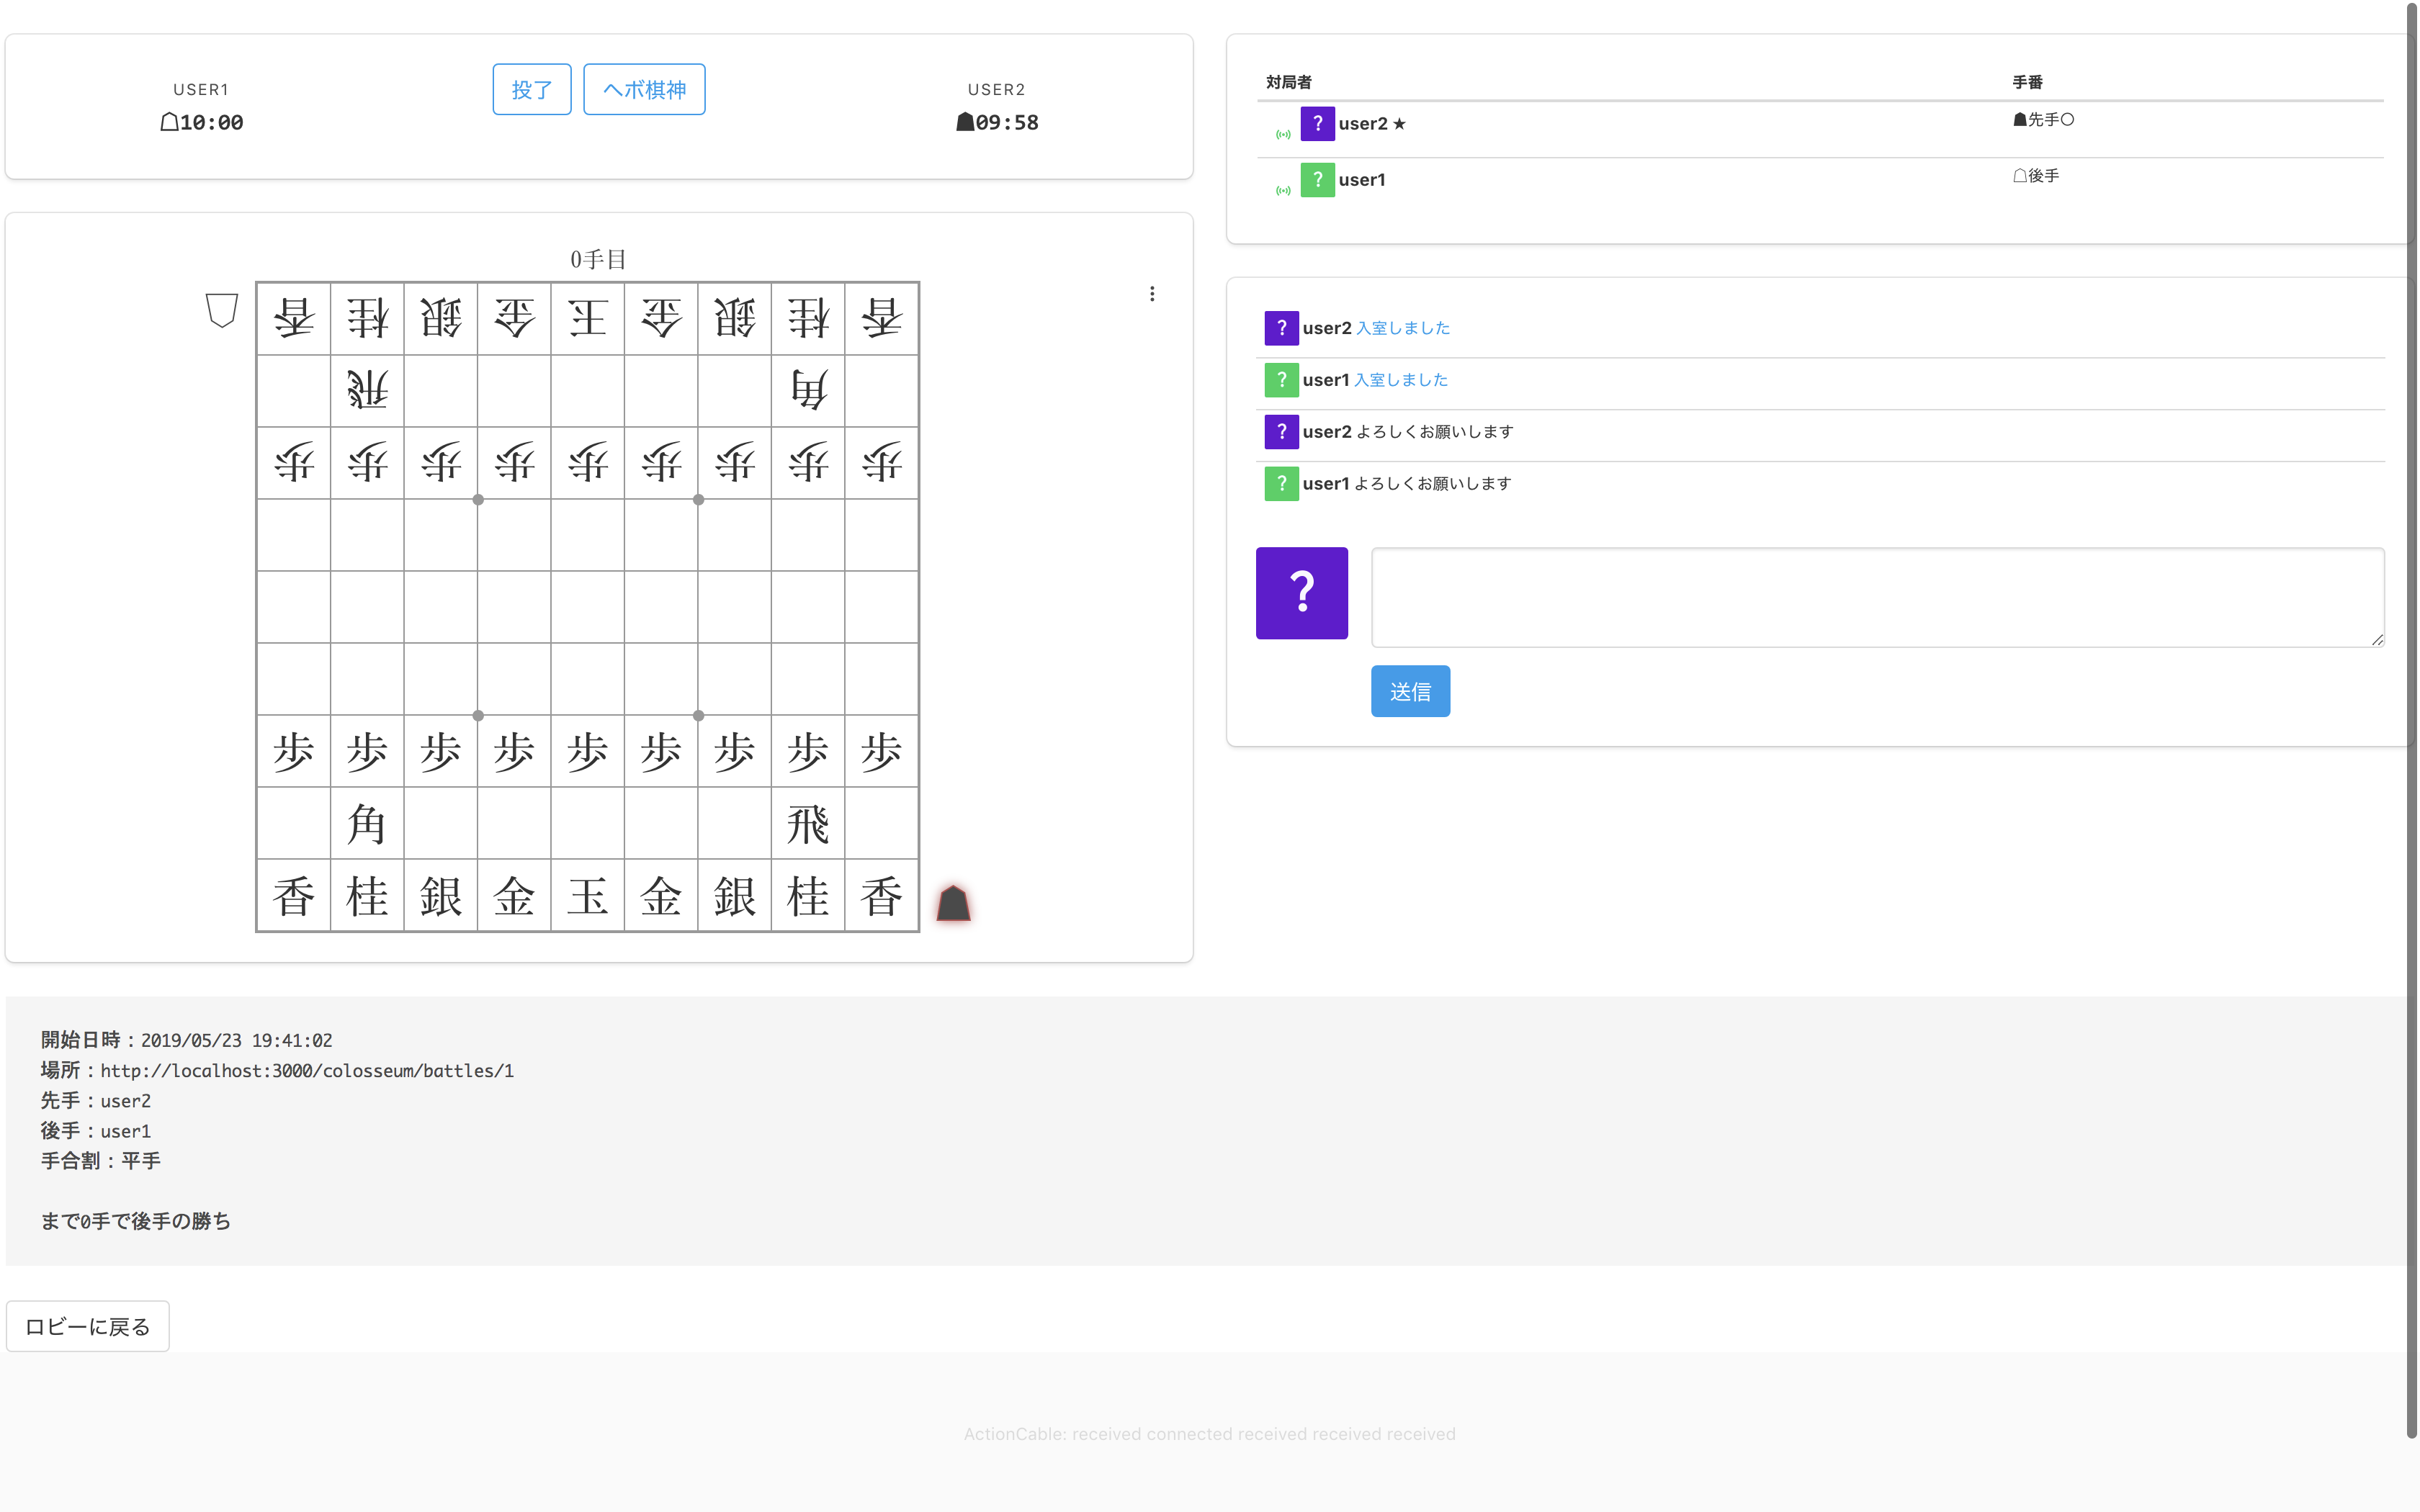 USER1
☖10:00
投了
ヘボ棋神
USER2
☗09:58
0手目
香桂銀金王金銀桂香
飛角
歩歩歩歩歩歩歩歩歩
歩歩歩歩歩歩歩歩歩
角飛
香桂銀金玉金銀桂香
開始日時：2019/05/23 19:41:02
場所：http://localhost:3000/colosseum/battles/1
先手：user2
後手：user1
手合割：平手
まで0手で後手の勝ち
ロビーに戻る
対局者 手番
? user2 ★ ☗先手○
? user1 ☖後手
? user2 入室しました
? user1 入室しました
? user2 よろしくお願いします
? user1 よろしくお願いします
?
送信
ActionCable: received connected received received received